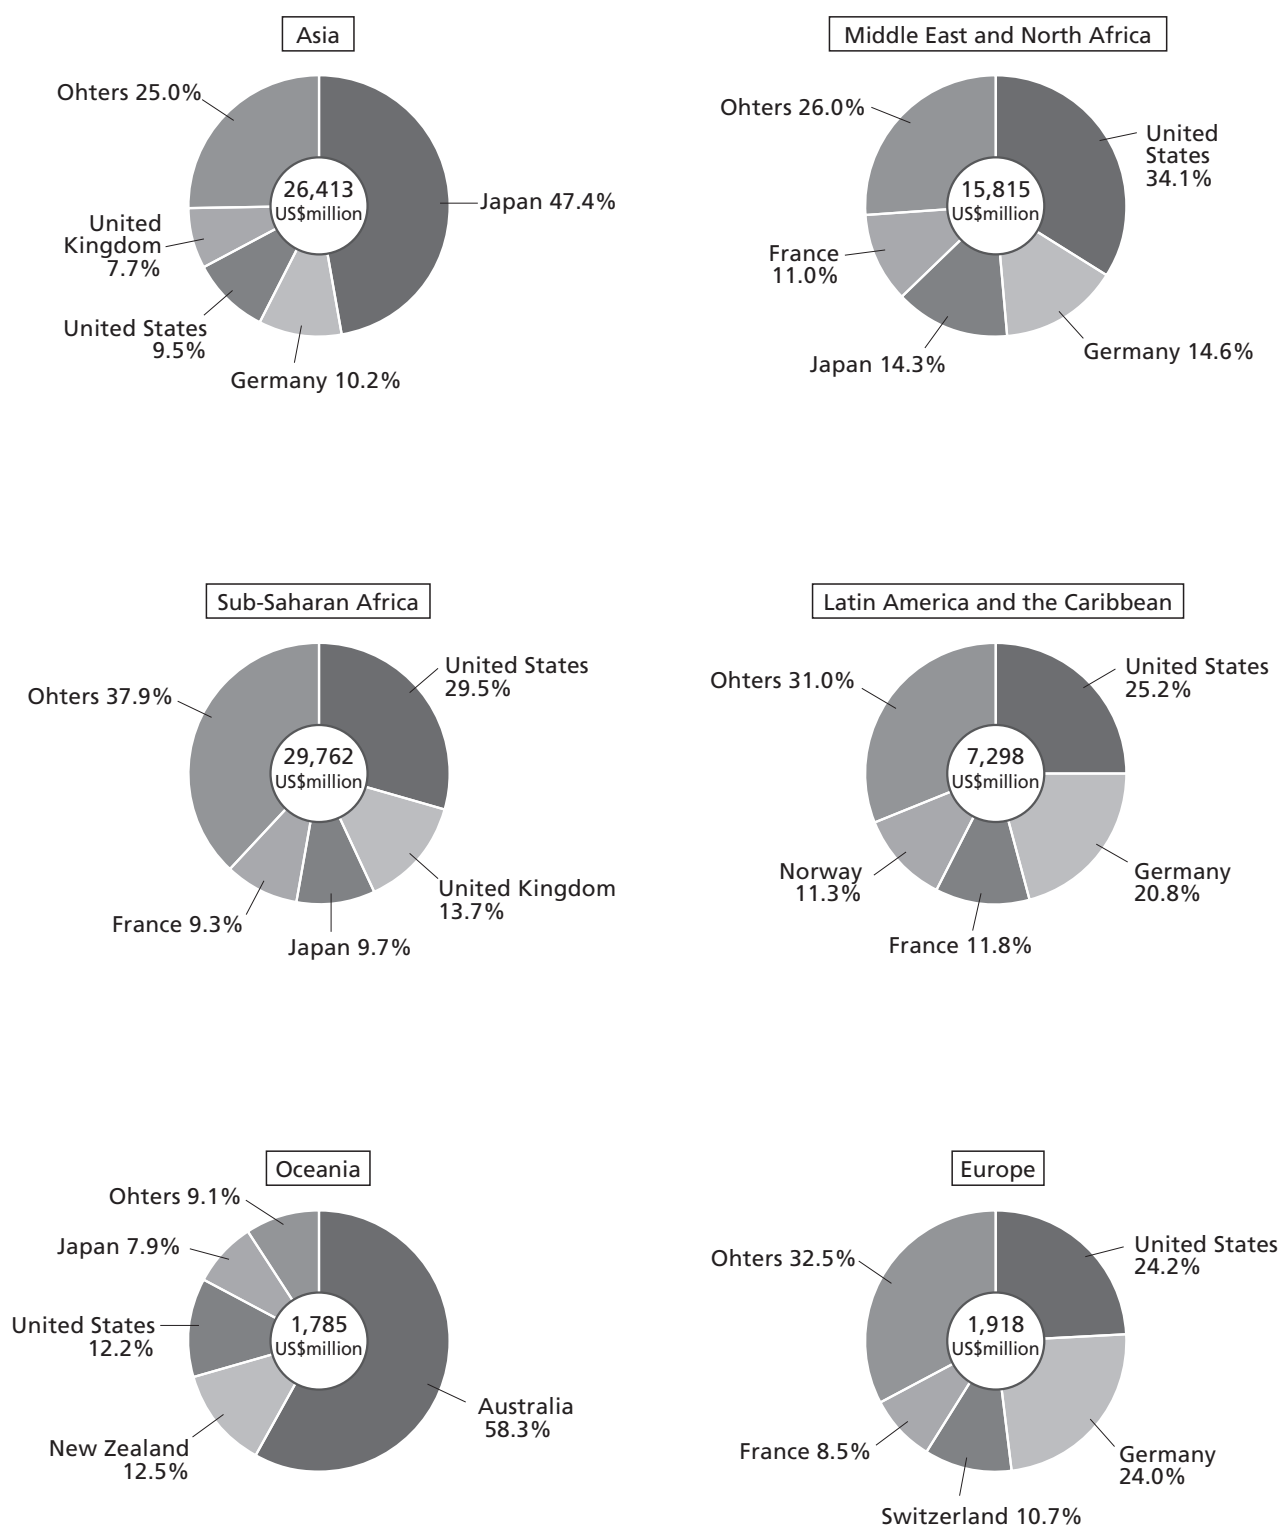 Asia
Ohters 25.0%
26,413
US$million
Japan 47.4%
United
Kingdom
7.7%
United States
9.5%
Germany 10.2%
Middle East and North Africa
Ohters 26.0%
United
States
34.1%
15,815
US$million
France
11.0%
Japan 14.3%
Germany 14.6%
Sub-Saharan Africa
United States
29.5%
Ohters 37.9%
29,762
US$million
United Kingdom
13.7%
France 9.3%
Japan 9.7%
Latin America and the Caribbean
United States
25.2%
Ohters 31.0%
7,298
US$million
Norway
11.3%
Germany
20.8%
France 11.8%
Oceania
Ohters 9.1%
Japan 7.9%
United States
12.2%
1,785
US$million
Australia
58.3%
New Zealand
12.5%
Europe
United States
24.2%
Ohters 32.5%
1,918
US$million
France 8.5%
Germany
24.0%
Switzerland 10.7%